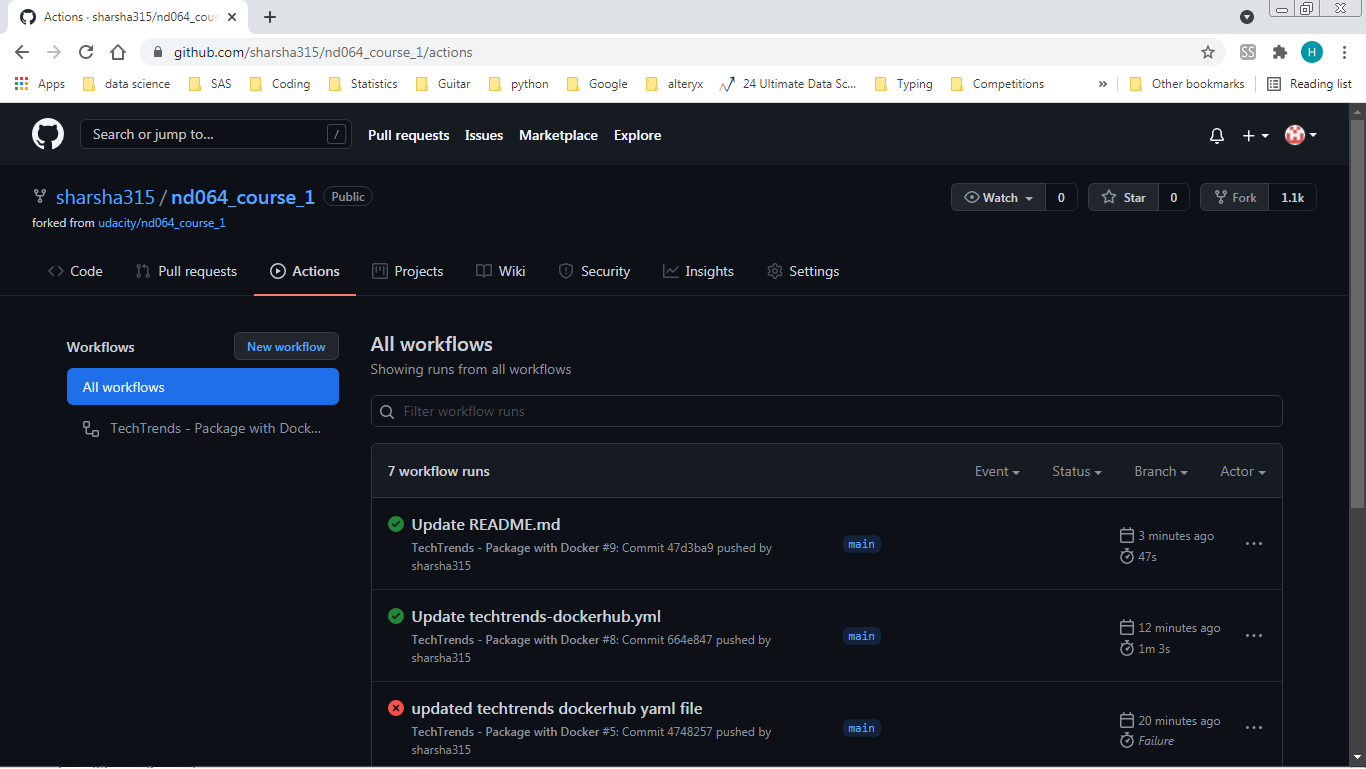 Actions · sharsha315/nd064_cour
github.com/sharsha315/nd064_course_1/actions
H
Apps data science SAS Coding Statistics Guitar python Google alteryx 24 Ultimate Data Sc... Typing Competitions » Other bookmarks Reading list
Search or jump to... / Pull requests Issues Marketplace Explore
sharsha315 / nd064_course_1 Public
Watch 0 Star 0 Fork 1.1k
forked from udacity/nd064_course_1
Code Pull requests Actions Projects Wiki Security Insights Settings
Workflows New workflow
All workflows
TechTrends - Package with Dock...
All workflows
Showing runs from all workflows
Filter workflow runs
7 workflow runs Event Status Branch Actor
Update README.md
TechTrends - Package with Docker #9: Commit 47d3ba9 pushed by
sharsha315
main
3 minutes ago
47s
Update techtrends-dockerhub.yml
TechTrends - Package with Docker #8: Commit 664e847 pushed by
sharsha315
main
12 minutes ago
1m 3s
updated techtrends dockerhub yaml file
TechTrends - Package with Docker #5: Commit 4748257 pushed by
sharsha315
main
20 minutes ago
Failure